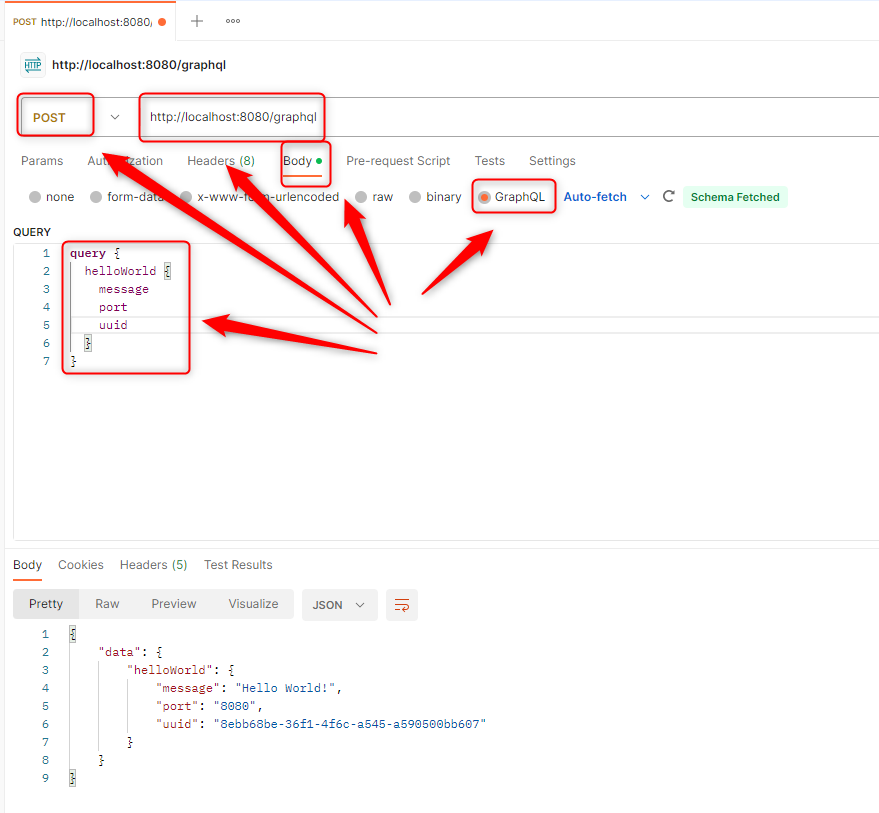 POST http://localhost:8080/
HTTP http://localhost:8080/graphql
POST http://localhost:8080/graphql
Params Authorization Headers (8) Body Pre-request Script Tests Settings
none form-data x-www-form-urlencoded raw binary GraphQL Auto-fetch Schema Fetched
QUERY
1 query {
2 helloWorld {
3 message
4 port
5 uuid
6 }
7 }
Body Cookies Headers (5) Test Results
Pretty Raw Preview Visualize JSON
1 {
2 "data": {
3 "helloWorld": {
4 "message": "Hello World!",
5 "port": "8080",
6 "uuid": "8ebb68be-36f1-4f6c-a545-a590500bb607"
7 }
8 }
9 }